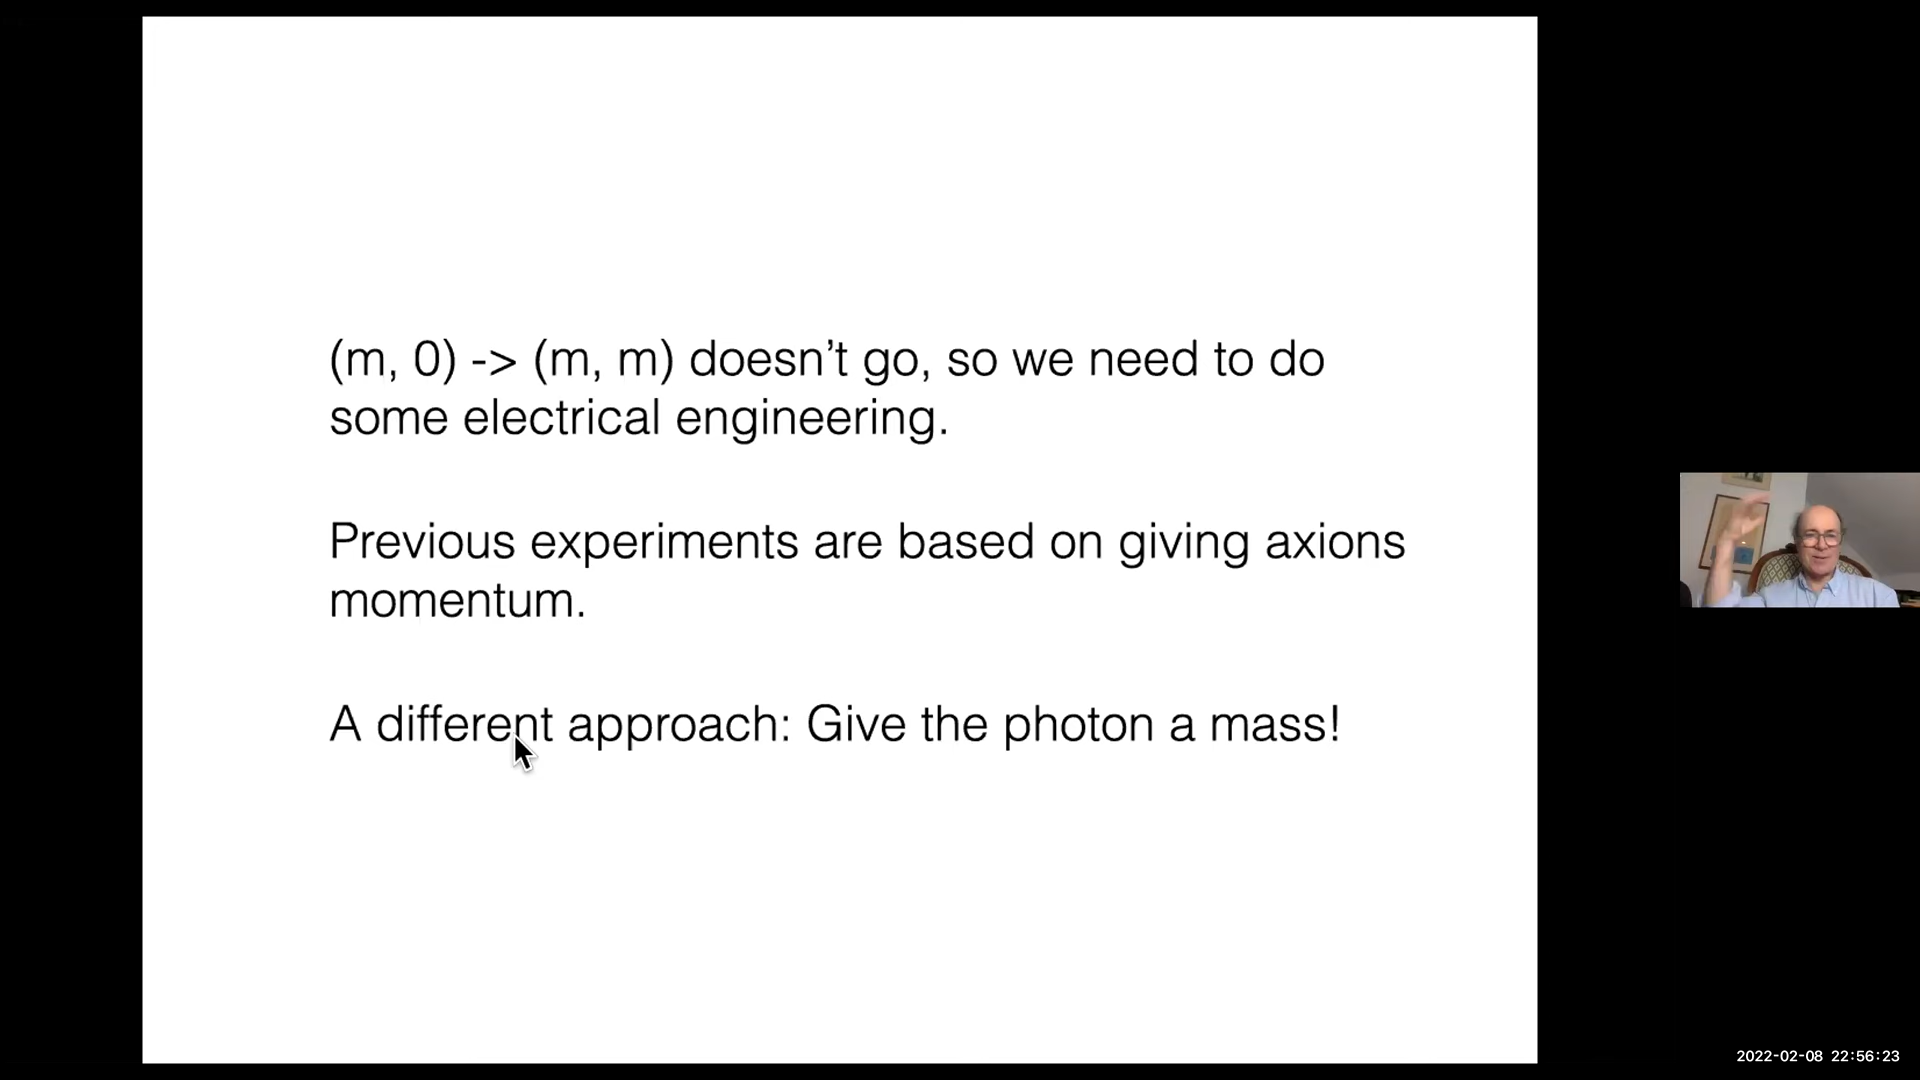 (m, 0) -> (m, m) doesn’t go, so we need to do
some electrical engineering.
Previous experiments are based on giving axions
momentum.
A different approach: Give the photon a mass!
2022-02-08 22:56:23